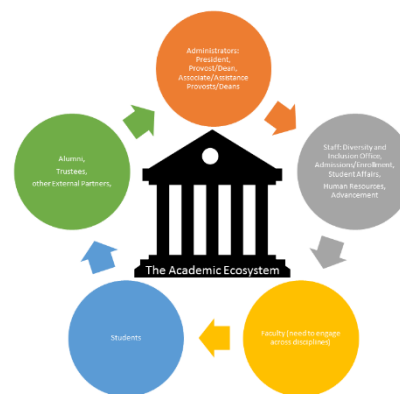 Administrators:
President,
Provost/Dean,
Associate/Assistance
Provosts/Deans
Staff: Diversity and
Inclusion Office,
Admissions/Enrollment,
Student Affairs,
Human Resources,
Advancement
Faculty (need to engage
across disciplines)
Students
Alumni,
Trustees,
other External Partners,
The Academic Ecosystem